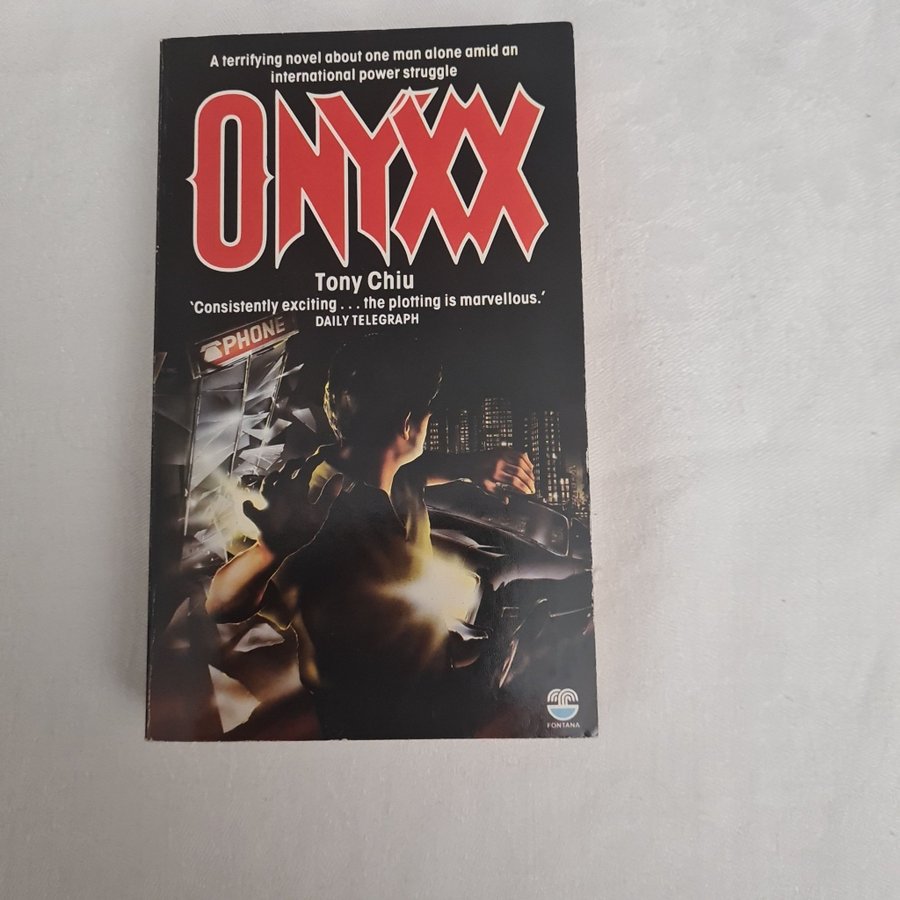 A terrifying novel about one man alone amid an
international power struggle
ONYXX
Tony Chiu
'Consistently exciting . . . the plotting is marvellous.'
DAILY TELEGRAPH
PHONE
FONTANA